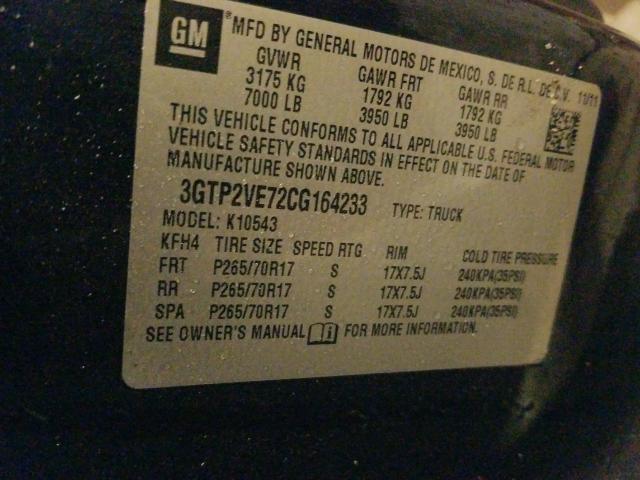 GM ® MFD BY GENERAL MOTORS DE MEXICO, S. DE R.L. DE C.V. 11/11
GVWR GAWR FRT GAWR RR
3175 KG 1792 KG 1792 KG
7000 LB 3950 LB 3950 LB
THIS VEHICLE CONFORMS TO ALL APPLICABLE U.S. FEDERAL MOTOR
VEHICLE SAFETY STANDARDS IN EFFECT ON THE DATE OF
MANUFACTURE SHOWN ABOVE.
3GTP2VE72CG164233 TYPE: TRUCK
MODEL: K10543
KFH4 TIRE SIZE SPEED RTG RIM COLD TIRE PRESSURE
FRT P265/70R17 S 17X7.5J 240KPA(35PSI)
RR P265/70R17 S 17X7.5J 240KPA(35PSI)
SPA P265/70R17 S 17X7.5J 240KPA(35PSI)
SEE OWNER'S MANUAL FOR MORE INFORMATION.